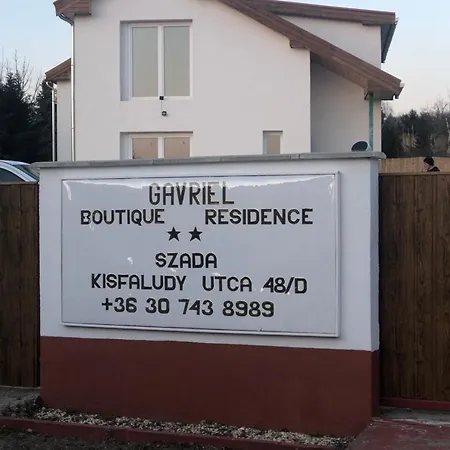 GAVRIEL
BOUTIQUE RESIDENCE
★ ★
SZADA
KISFALUDY UTCA 48/D
+36 30 743 8989